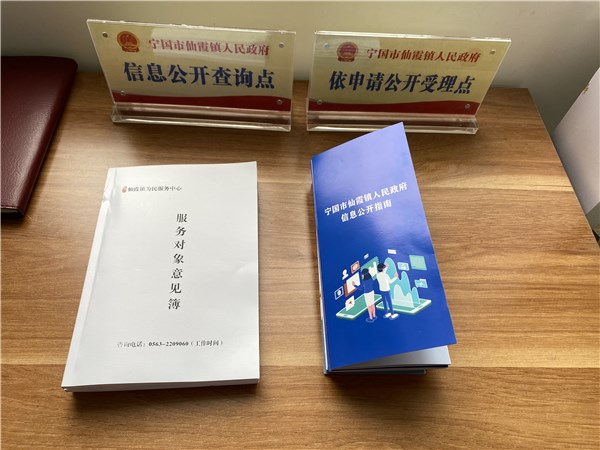 宁国市仙霞镇人民政府
信息公开查询点
宁国市仙霞镇人民政府
依申请公开受理点
仙霞镇为民服务中心
服务对象意见簿
咨询电话：0563-2209060（工作时间）
宁国市仙霞镇人民政府
信息公开指南